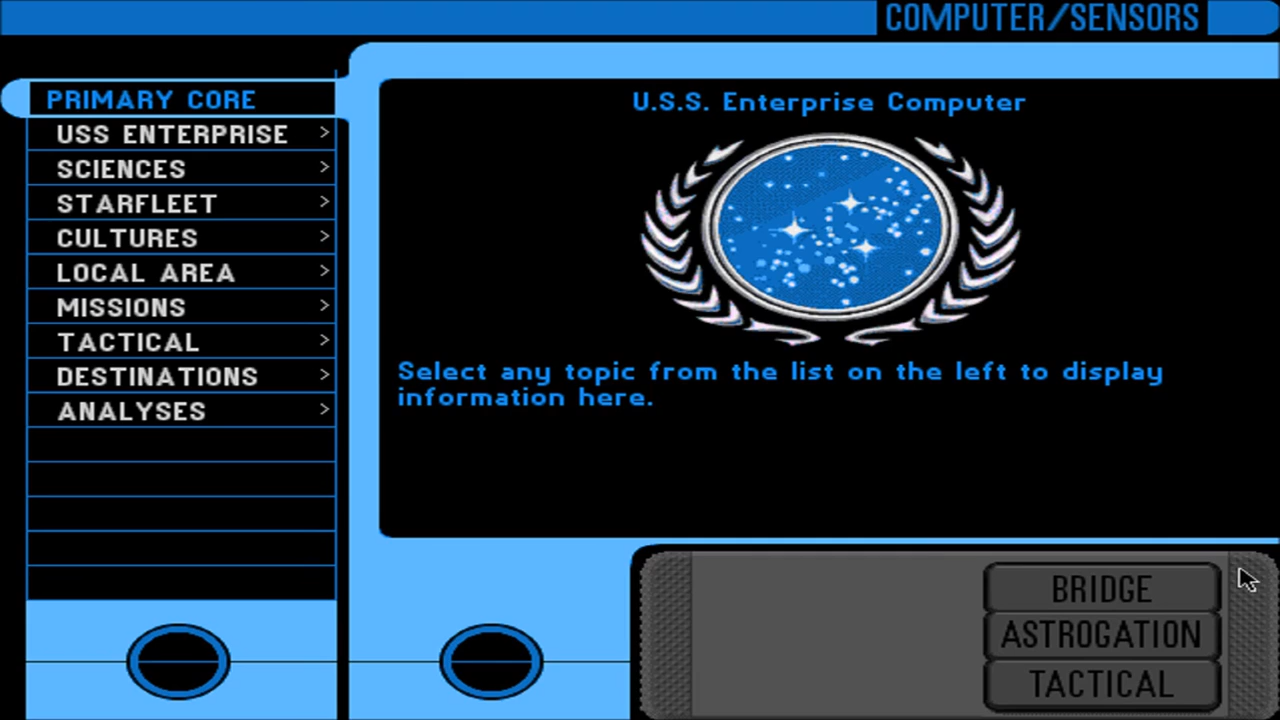 COMPUTER/SENSORS
PRIMARY CORE
USS ENTERPRISE >
SCIENCES >
STARFLEET >
CULTURES >
LOCAL AREA >
MISSIONS >
TACTICAL >
DESTINATIONS >
ANALYSES >
U.S.S. Enterprise Computer
Select any topic from the list on the left to display
information here.
BRIDGE
ASTROGATION
TACTICAL